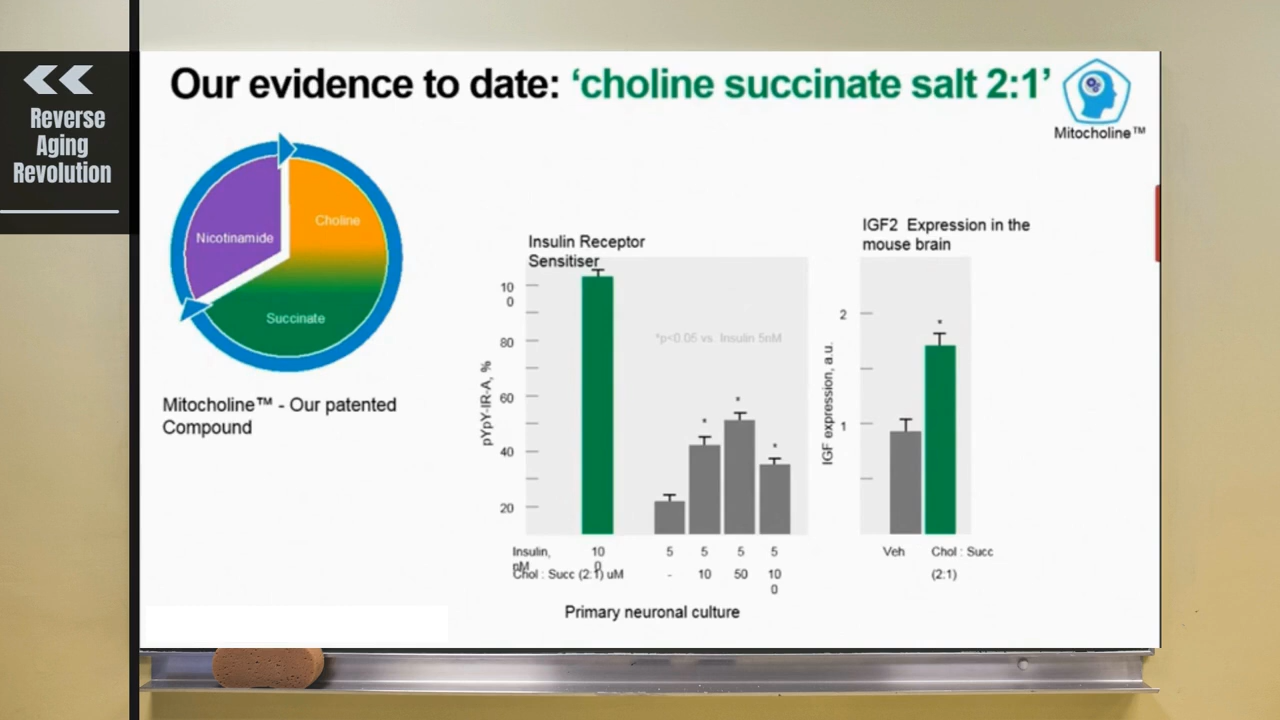 Reverse
Aging
Revolution
Our evidence to date: ‘choline succinate salt 2:1’
Mitocholine™
Nicotinamide
Choline
Succinate
Mitocholine™ - Our patented
Compound
Insulin Receptor
Sensitiser
pYpY-IR-A, %
10
0
80
60
40
20
*p<0.05 vs. Insulin 5nM
*
*
*
Insulin,
nM
10
0
5
5
5
5
Chol : Succ (2:1) uM
-
10
50
10
0
Primary neuronal culture
IGF2 Expression in the
mouse brain
IGF expression, a.u.
2
1
*
Veh
Chol : Succ
(2:1)